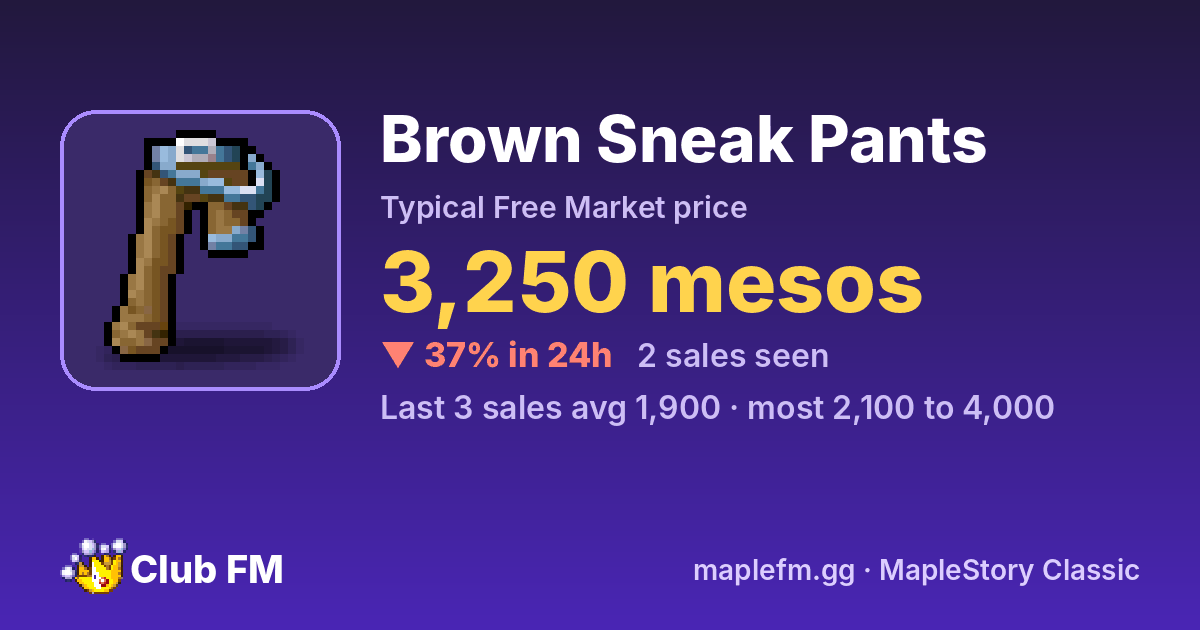 Brown Sneak Pants
Typical Free Market price
3,250 mesos
▼ 37% in 24h 2 sales seen
Last 3 sales avg 1,900 · most 2,100 to 4,000
Club FM
maplefm.gg · MapleStory Classic